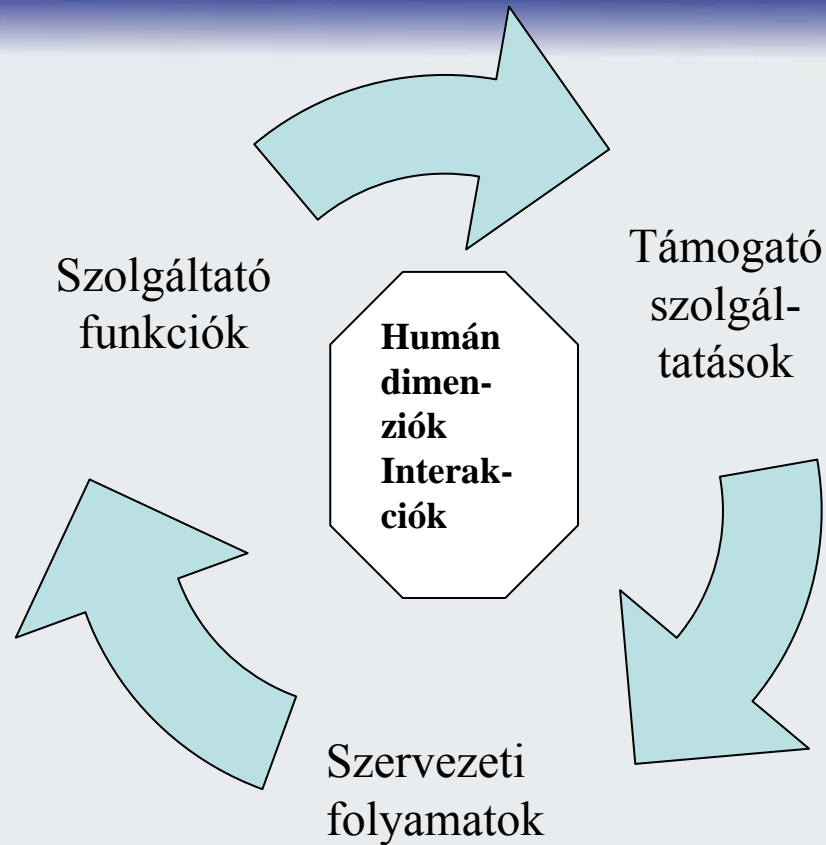 Szolgáltató
funkciók
Támogató
szolgál-
tatások
Humán
dimen-
ziók
Interak-
ciók
Szervezeti
folyamatok